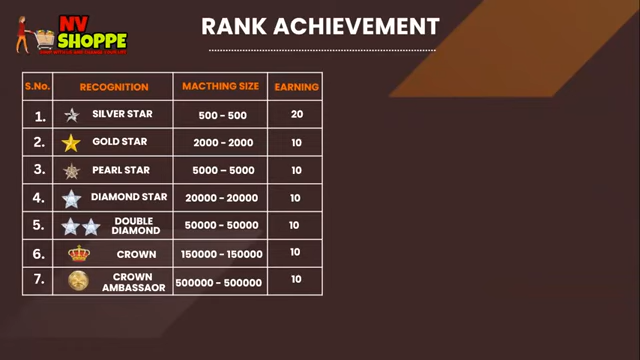 NV
SHOPPE
RANK ACHIEVEMENT
S.No. RECOGNITION MACTHING SIZE EARNING
1. SILVER STAR 500 - 500 20
2. GOLD STAR 2000 - 2000 10
3. PEARL STAR 5000 – 5000 10
4. DIAMOND STAR 20000 - 20000 10
5. DOUBLE DIAMOND 50000 - 50000 10
6. CROWN 150000 - 150000 10
7. CROWN AMBASSAOR 500000 - 500000 10